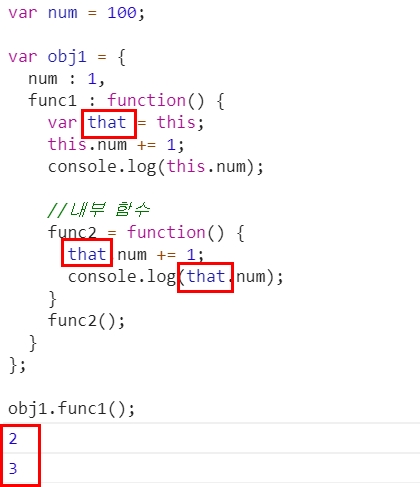 var num = 100;
var obj1 = {
num : 1,
func1 : function() {
var that = this;
this.num += 1;
console.log(this.num);
//내부 함수
func2 = function() {
that.num += 1;
console.log(that.num);
}
func2();
}
};
obj1.func1();
2
3